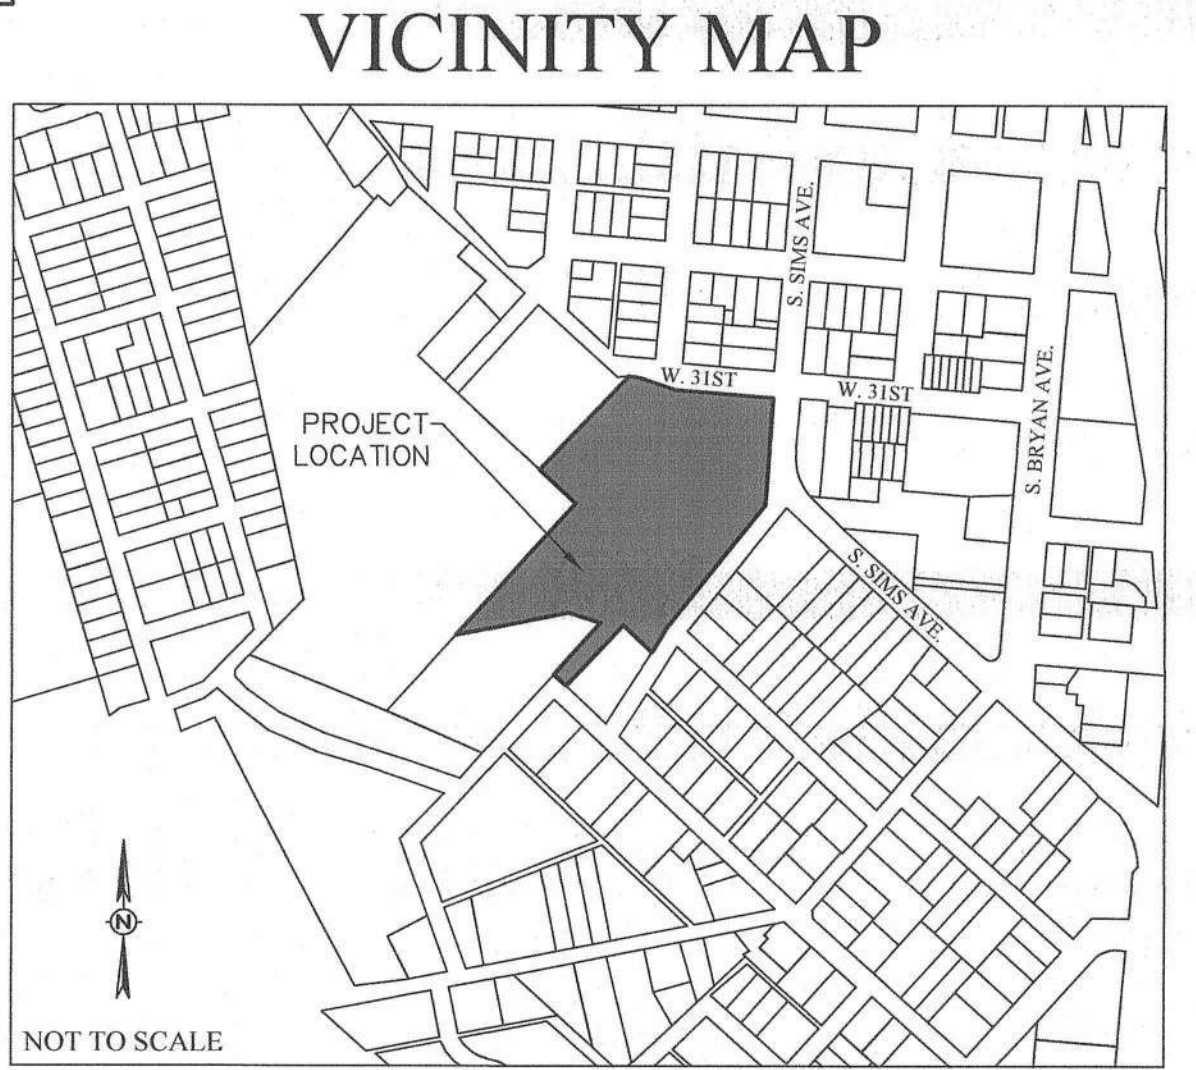 VICINITY MAP
S. SIMS AVE.
W. 31ST
W. 31ST
S. BRYAN AVE.
PROJECT
LOCATION
S. SIMS AVE.
N
NOT TO SCALE